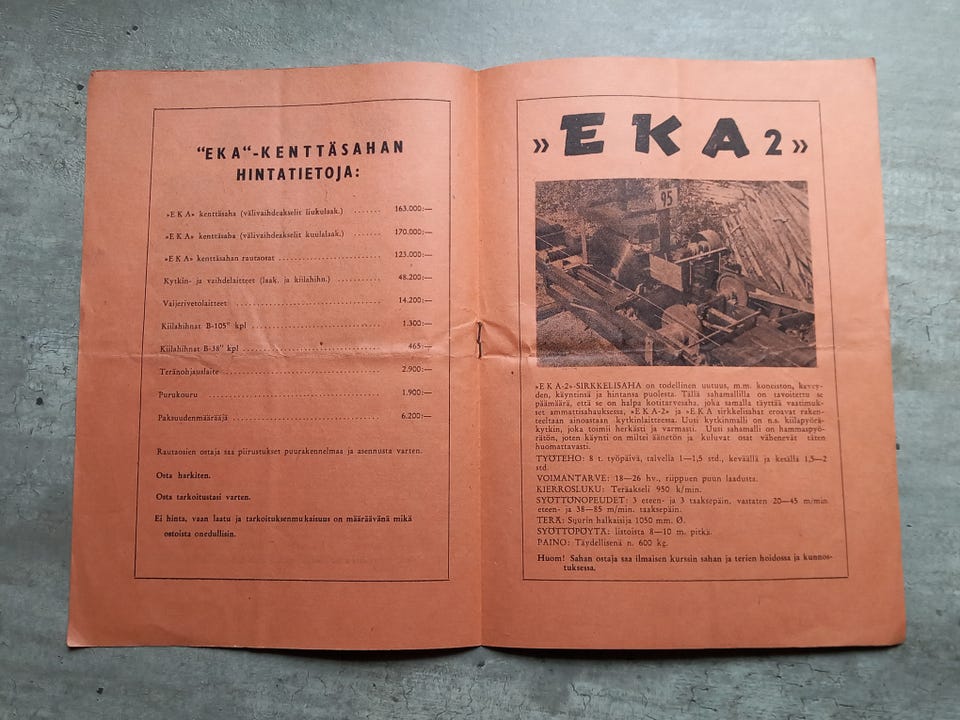 "EKA"-KENTTÄSAHAN
HINTATIETOJA:
»EKA» kenttäsaha (välivaihdeakselit liukulaak.) ....... 163.000:—
»EKA» kenttäsaha (välivaihdeakselit kuulalaak.) ....... 170.000:—
»EKA» kenttäsahan rautaosat ........................ 123.000:—
Kytkin- ja vaihdelaitteet (laak. ja kiilahihn.) .......... 48.200:—
Vaijerivetolaitteet .................................. 14.200:—
Kiilahihnat B-105" kpl .............................. 1.300:—
Kiilahihnat B-38" kpl ............................... 465:—
Teränohjauslaite .................................... 2.900:—
Purukouru .......................................... 1.900:—
Paksuudenmäärääjä .................................. 6.200:—
Rautaosien ostaja saa piirustukset puurakennelmaa ja asennusta varten.
Osta harkiten.
Osta tarkoitustasi varten.
Ei hinta, vaan laatu ja tarkoituksenmukaisuus on määräävänä mikä
ostoista onedullisin.
»EKA 2»
95
»EKA-2»-SIRKKELISAHA on todellinen uutuus, m.m. koneiston, kevey-
den, käyntinsä ja hintansa puolesta. Tällä sahamallilla on tavoitettu se
päämäärä, että se on halpa kotitarvesaha, joka samalla täyttää vaatimuk-
set ammattisahauksessa, »EKA-2» ja »EKA sirkkelisahat eroavat raken-
teeltaan ainoastaan kytkinlaitteessa. Uusi kytkinmalli on n.s. kiilapyörä-
kytkin, joka toimii herkästi ja varmasti. Uusi sahamalli on hammaspyö-
rätön, joten käynti on miltei äänetön ja kuluvat osat vähenevät täten
huomattavasti.
TYÖTEHO: 8 t. työpäivä, talvella 1—1,5 std., keväällä ja kesällä 1,5—2
std.
VOIMANTARVE: 18—26 hv., riippuen puun laadusta.
KIERROSLUKU: Teräakseli 950 k/min.
SYÖTTÖNOPEUDET: 3 eteen- ja 3 taaksepäin, vastaten 20—45 m/min.
eteen- ja 38—85 m/min. taaksepäin.
TERÄ: Suurin halkaisija 1050 mm. Ø.
SYÖTTÖPÖYTÄ: listoista 8—10 m. pitkä.
PAINO: Täydellisenä n. 600 kg.
Huom! Sahan ostaja saa ilmaisen kurssin sahan ja terien hoidossa ja kunnos-
tuksessa.